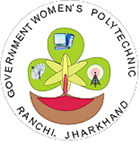 GOVERNMENT WOMEN'S POLYTECHNIC
RANCHI, JHARKHAND